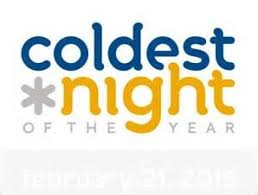 coldest
night
OF THE YEAR
february 21, 2015